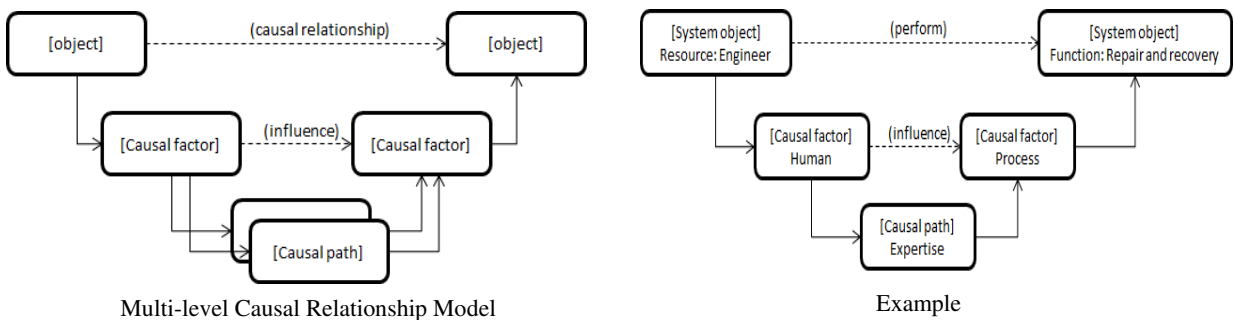 [object]
(causal relationship)
[object]
[Causal factor]
(influence)
[Causal factor]
[Causal path]
Multi-level Causal Relationship Model
[System object]
Resource: Engineer
(perform)
[System object]
Function: Repair and recovery
[Causal factor]
Human
(influence)
[Causal factor]
Process
[Causal path]
Expertise
Example